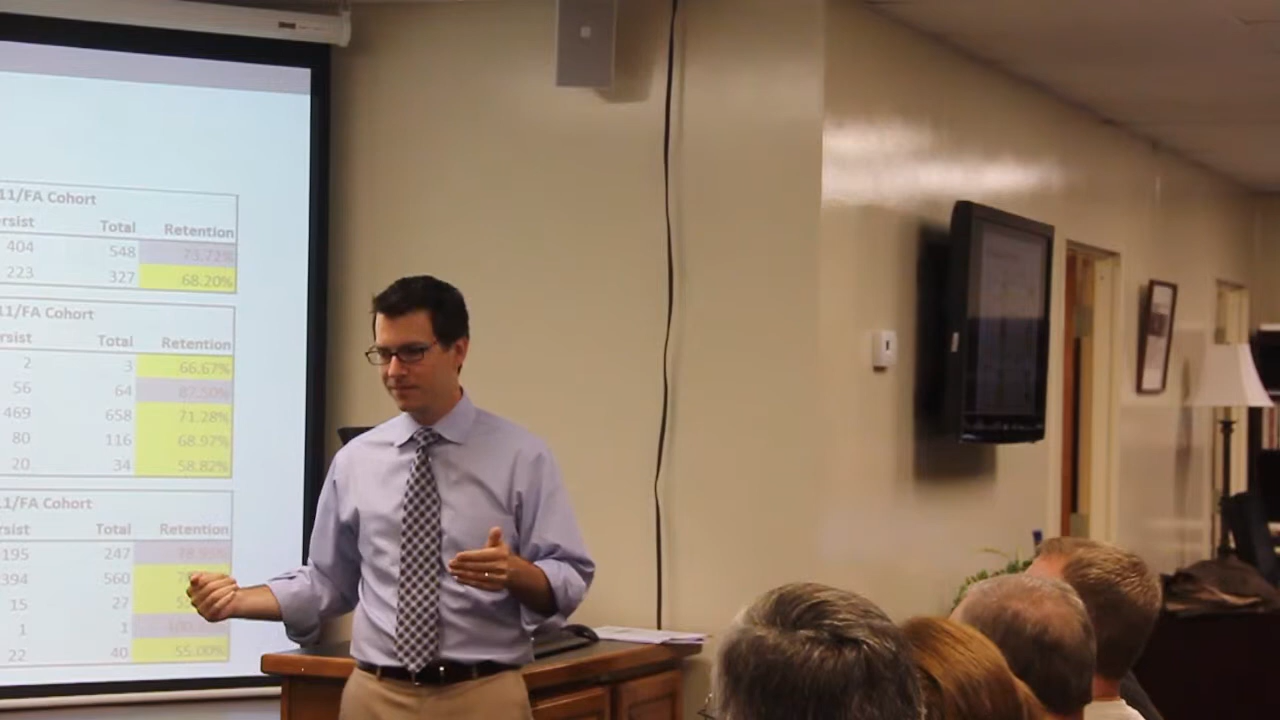 11/FA Cohort
rsist Total Retention
404 548 73.72%
223 327 68.20%
11/FA Cohort
rsist Total Retention
2 3 66.67%
56 64 87.50%
469 658 71.28%
80 116 68.97%
20 34 58.82%
11/FA Cohort
rsist Total Retention
195 247 78.95%
394 560
15 27
1 1
22 40 55.00%